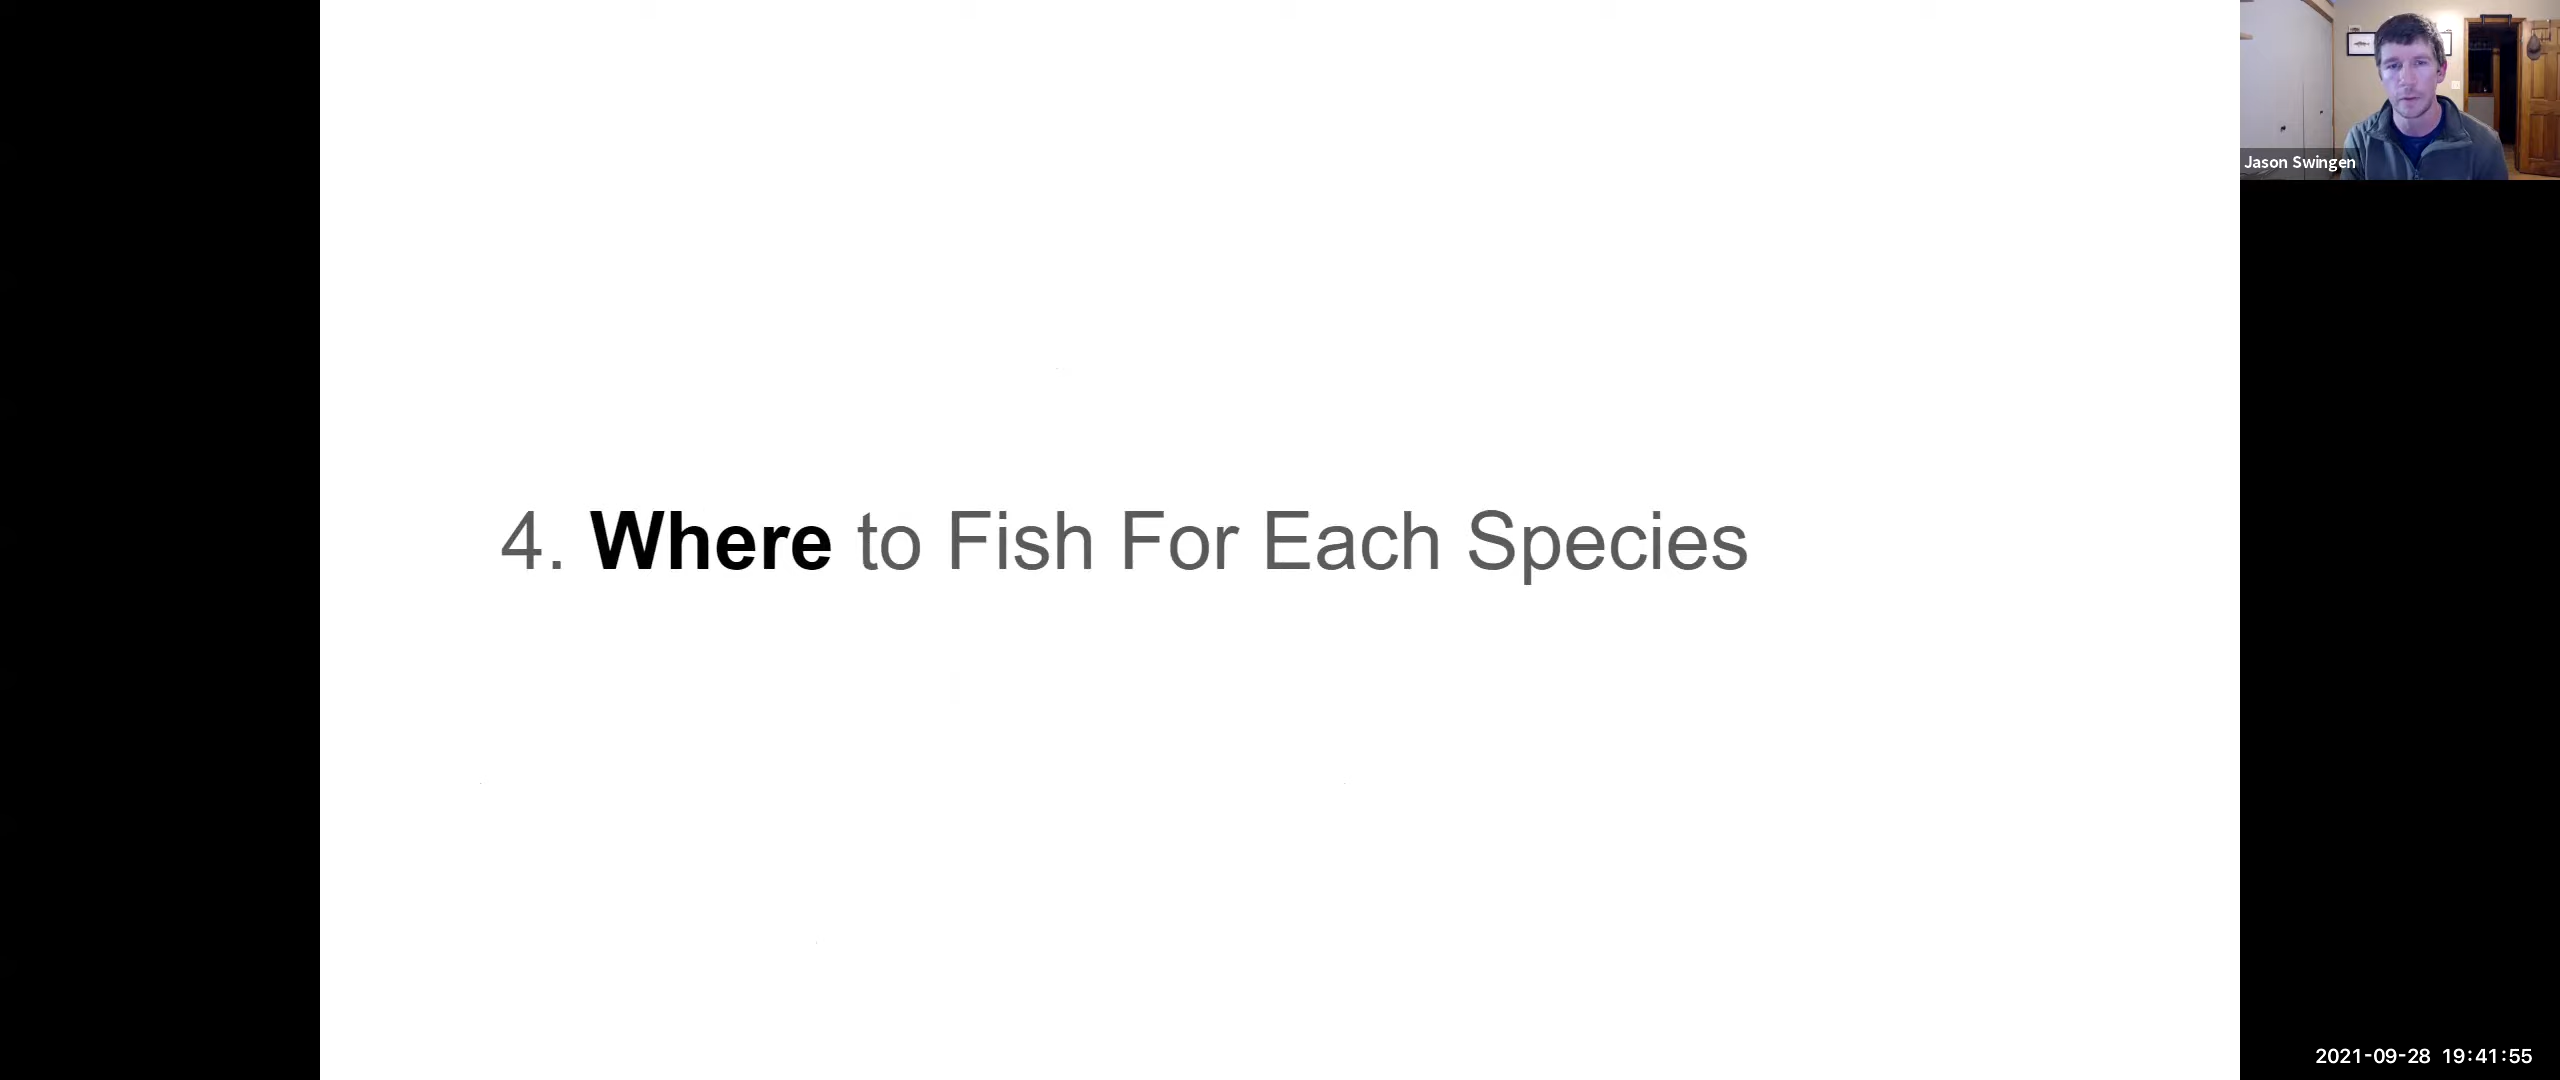 Jason Swingen
4. Where to Fish For Each Species
2021-09-28 19:41:55